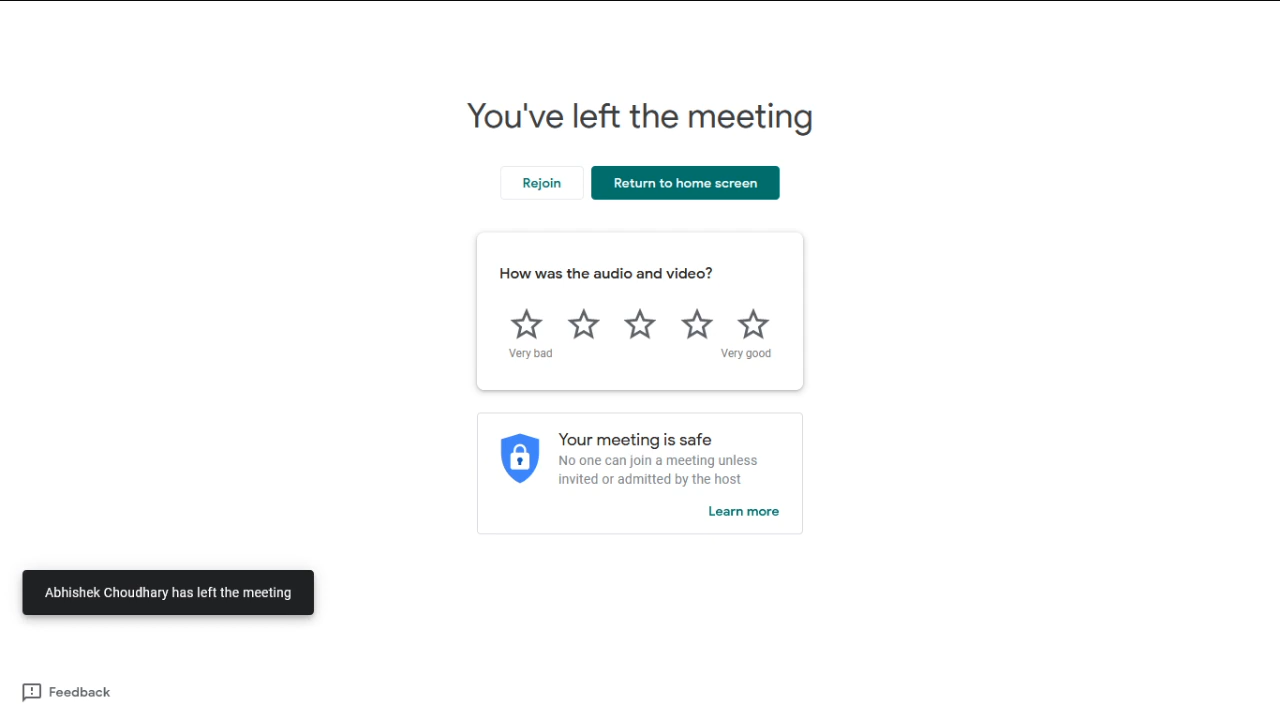 You've left the meeting
Rejoin
Return to home screen
How was the audio and video?
Very bad
Very good
Your meeting is safe
No one can join a meeting unless
invited or admitted by the host
Learn more
Abhishek Choudhary has left the meeting
Feedback